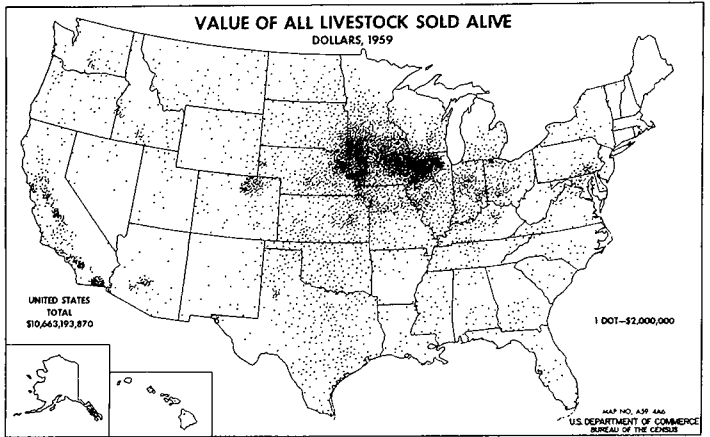 VALUE OF ALL LIVESTOCK SOLD ALIVE
DOLLARS, 1959
UNITED STATES
TOTAL
$10,663,193,870
1 DOT—$2,000,000
MAP NO. A59 4A6
U.S. DEPARTMENT OF COMMERCE
BUREAU OF THE CENSUS